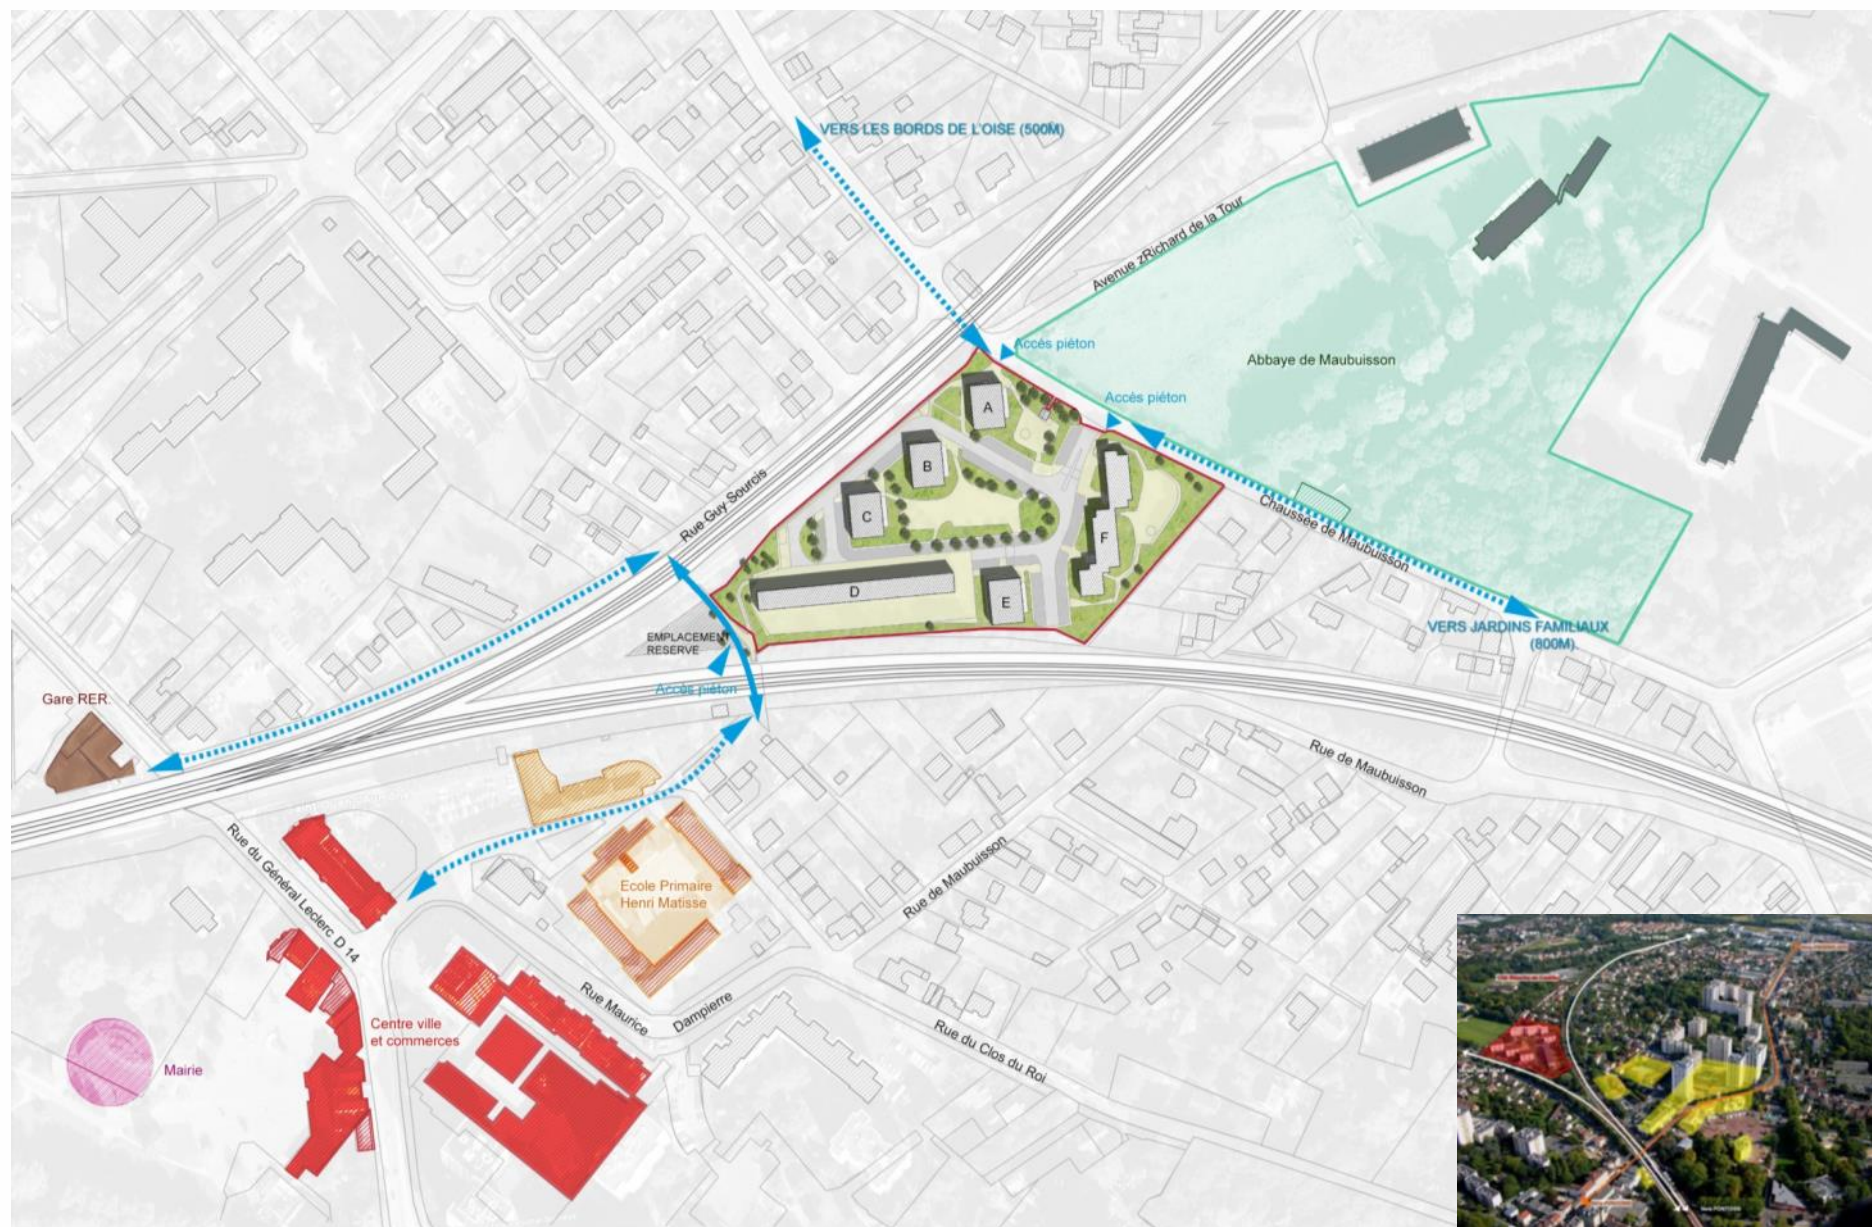 VERS LES BORDS DE L'OISE (500M)
Avenue zRichard de la Tour
Accés piéton
Abbaye de Maubuisson
Accés piéton
A
B
C
D
E
F
Rue Guy Sourcis
Chaussée de Maubuisson
VERS JARDINS FAMILIAUX
(800M).
EMPLACEMENT
RESERVE
Accès piéton
Gare RER.
Rue de Maubuisson
Rue du Général Leclerc D 14
Ecole Primaire
Henri Matisse
Rue de Maubuisson
Rue Maurice
Dampierre
Centre ville
et commerces
Rue du Clos du Roi
Mairie